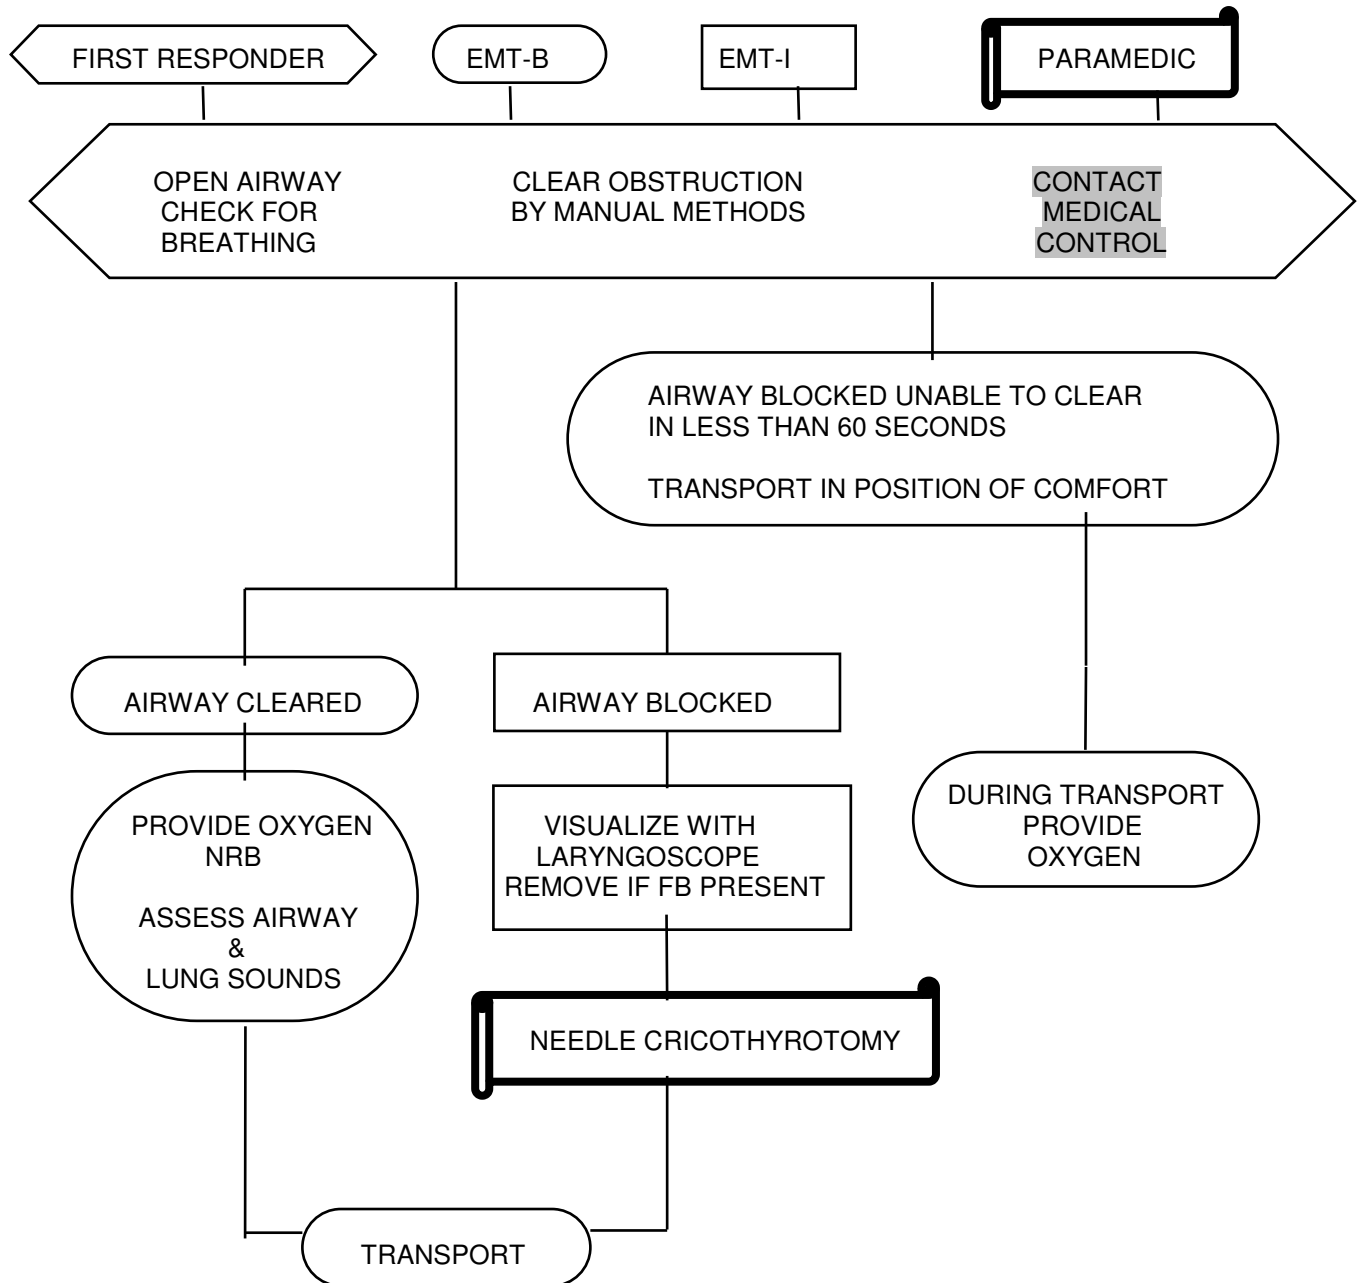 FIRST RESPONDER
EMT-B
EMT-I
PARAMEDIC
OPEN AIRWAY
CHECK FOR
BREATHING
CLEAR OBSTRUCTION
BY MANUAL METHODS
CONTACT
MEDICAL
CONTROL
AIRWAY BLOCKED UNABLE TO CLEAR
IN LESS THAN 60 SECONDS
TRANSPORT IN POSITION OF COMFORT
AIRWAY CLEARED
AIRWAY BLOCKED
PROVIDE OXYGEN
NRB
ASSESS AIRWAY
&
LUNG SOUNDS
VISUALIZE WITH
LARYNGOSCOPE
REMOVE IF FB PRESENT
DURING TRANSPORT
PROVIDE
OXYGEN
NEEDLE CRICOTHYROTOMY
TRANSPORT